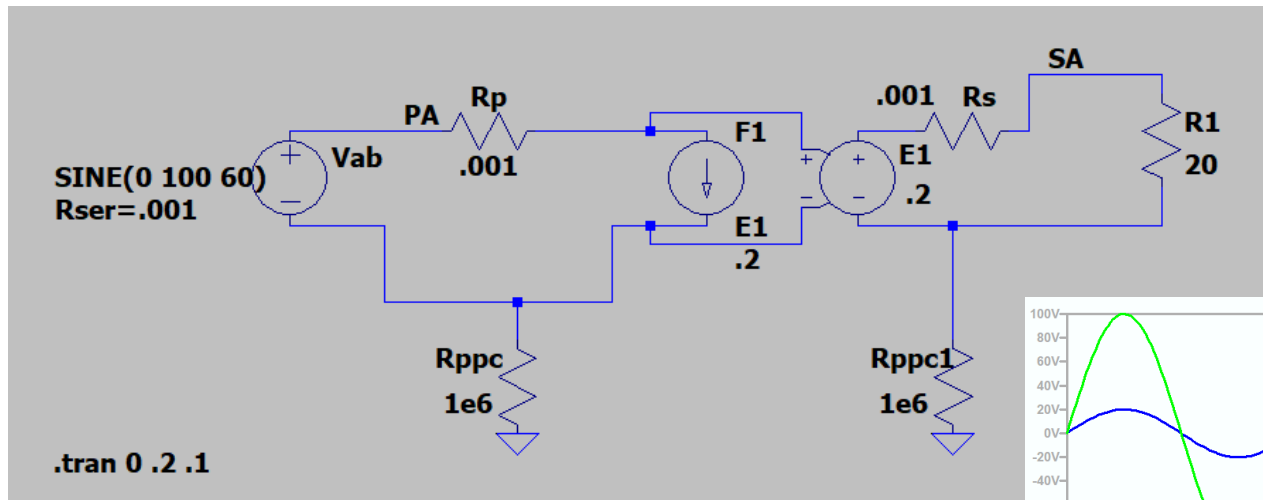 SINE(0 100 60)
Rser=.001
Vab
PA
Rp
.001
F1
E1
.2
E1
.2
.001
Rs
SA
R1
20
Rppc
1e6
Rppc1
1e6
.tran 0 .2 .1
100V
80V
60V
40V
20V
0V
-20V
-40V